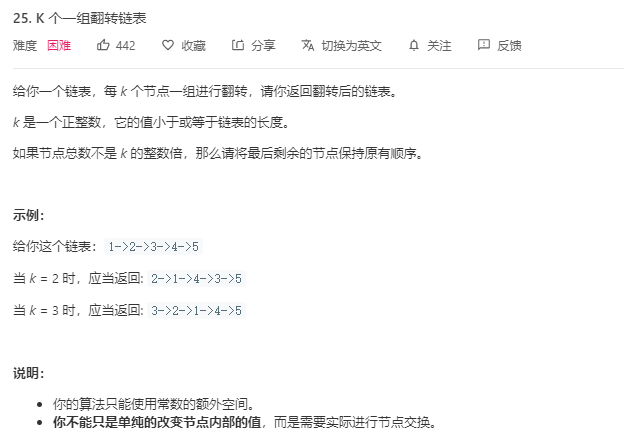 25. K 个一组翻转链表
难度 困难 442 收藏 分享 切换为英文 关注 反馈
给你一个链表，每 k 个节点一组进行翻转，请你返回翻转后的链表。
k 是一个正整数，它的值小于或等于链表的长度。
如果节点总数不是 k 的整数倍，那么请将最后剩余的节点保持原有顺序。
示例：
给你这个链表：1->2->3->4->5
当 k = 2 时，应当返回: 2->1->4->3->5
当 k = 3 时，应当返回: 3->2->1->4->5
说明：
• 你的算法只能使用常数的额外空间。
• 你不能只是单纯的改变节点内部的值，而是需要实际进行节点交换。